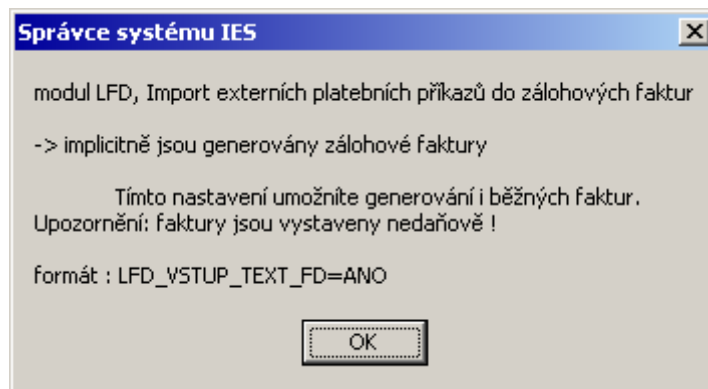 Správce systému IES
modul LFD, Import externích platebních příkazů do zálohových faktur
-> implicitně jsou generovány zálohové faktury
Tímto nastavení umožníte generování i běžných faktur.
Upozornění: faktury jsou vystaveny nedaňově !
formát : LFD_VSTUP_TEXT_FD=ANO
OK